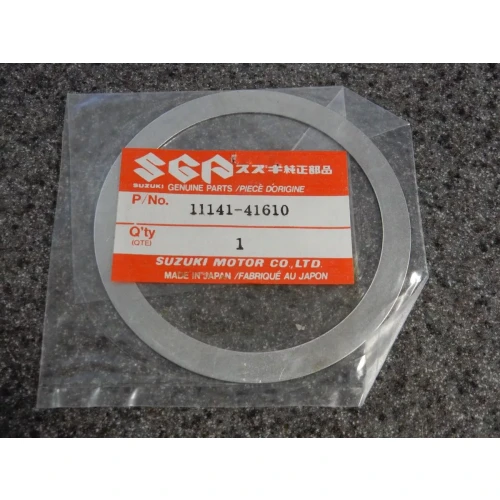 SGP スズキ純正部品
SUZUKI GENUINE PARTS / PIÈCE D'ORIGINE
P/No. 11141-41610
Q'ty 1
(QTE)
SUZUKI MOTOR CO., LTD.
MADE IN JAPAN / FABRIQUÉ AU JAPON